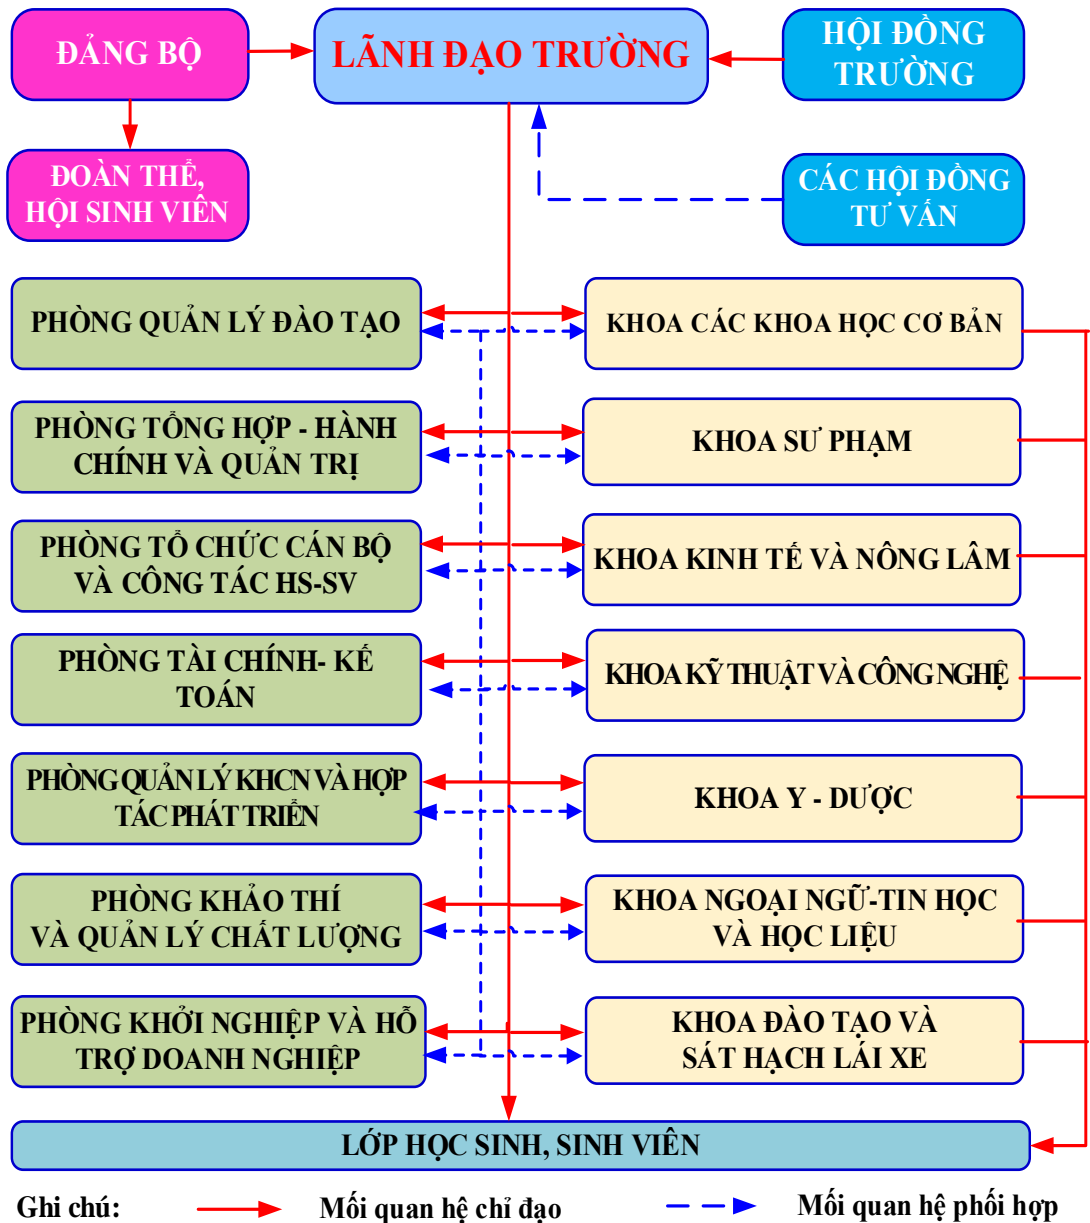 ĐẢNG BỘ
LÃNH ĐẠO TRƯỜNG
HỘI ĐỒNG
TRƯỜNG
ĐOÀN THỂ,
HỘI SINH VIÊN
CÁC HỘI ĐỒNG
TƯ VẤN
PHÒNG QUẢN LÝ ĐÀO TẠO
KHOA CÁC KHOA HỌC CƠ BẢN
PHÒNG TỔNG HỢP - HÀNH
CHÍNH VÀ QUẢN TRỊ
KHOA SƯ PHẠM
PHÒNG TỔ CHỨC CÁN BỘ
VÀ CÔNG TÁC HS-SV
KHOA KINH TẾ VÀ NÔNG LÂM
PHÒNG TÀI CHÍNH- KẾ
TOÁN
KHOA KỸ THUẬT VÀ CÔNG NGHỆ
PHÒNG QUẢN LÝ KHCN VÀ HỢP
TÁC PHÁT TRIỂN
KHOA Y - DƯỢC
PHÒNG KHẢO THÍ
VÀ QUẢN LÝ CHẤT LƯỢNG
KHOA NGOẠI NGỮ-TIN HỌC
VÀ HỌC LIỆU
PHÒNG KHỞI NGHIỆP VÀ HỖ
TRỢ DOANH NGHIỆP
KHOA ĐÀO TẠO VÀ
SÁT HẠCH LÁI XE
LỚP HỌC SINH, SINH VIÊN
Ghi chú: Mối quan hệ chỉ đạo Mối quan hệ phối hợp